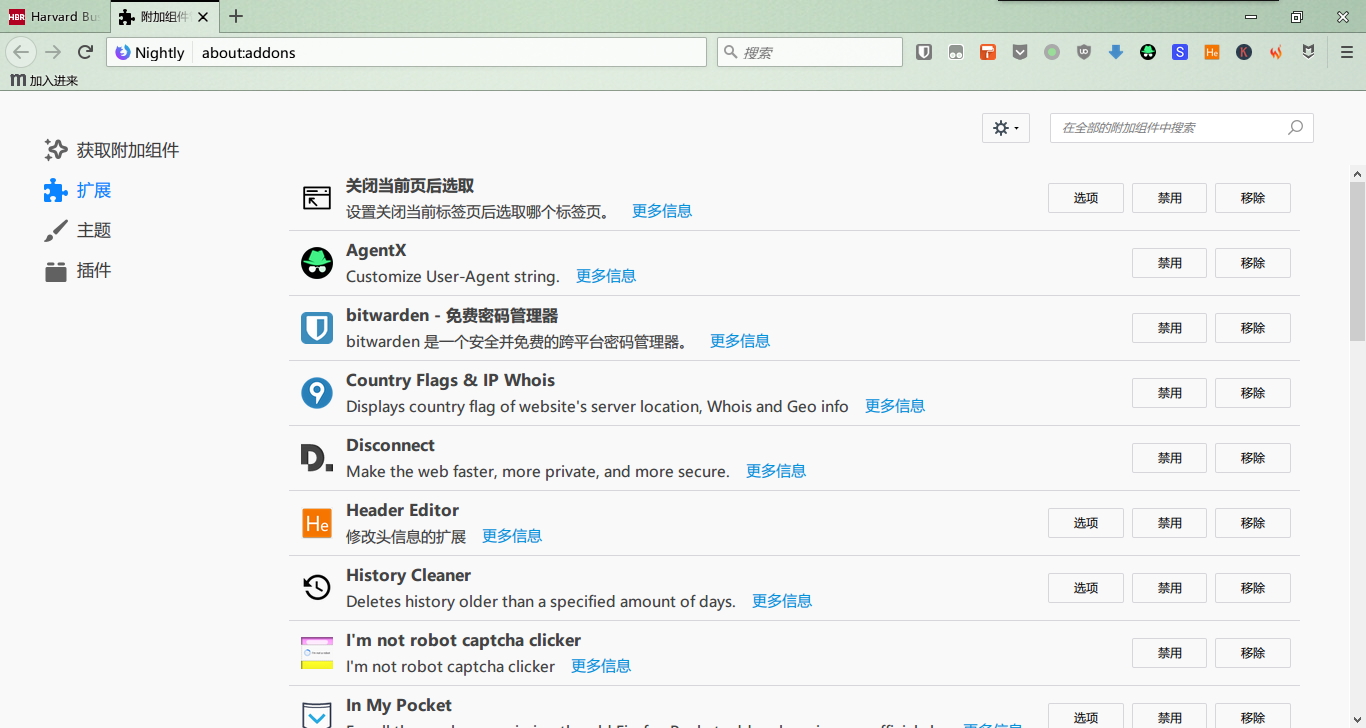 HBR Harvard Bu
附加组件
Nightly about:addons
搜索
加入进来
在全部的附加组件中搜索
获取附加组件
扩展
主题
插件
关闭当前页后选取
设置关闭当前标签页后选取哪个标签页。 更多信息
选项 禁用 移除
AgentX
Customize User-Agent string. 更多信息
禁用 移除
bitwarden - 免费密码管理器
bitwarden 是一个安全并免费的跨平台密码管理器。 更多信息
禁用 移除
Country Flags & IP Whois
Displays country flag of website's server location, Whois and Geo info 更多信息
禁用 移除
Disconnect
Make the web faster, more private, and more secure. 更多信息
禁用 移除
He
Header Editor
修改头信息的扩展 更多信息
选项 禁用 移除
History Cleaner
Deletes history older than a specified amount of days. 更多信息
选项 禁用 移除
I'm not robot captcha clicker
I'm not robot captcha clicker 更多信息
禁用 移除
In My Pocket
选项 禁用 移除